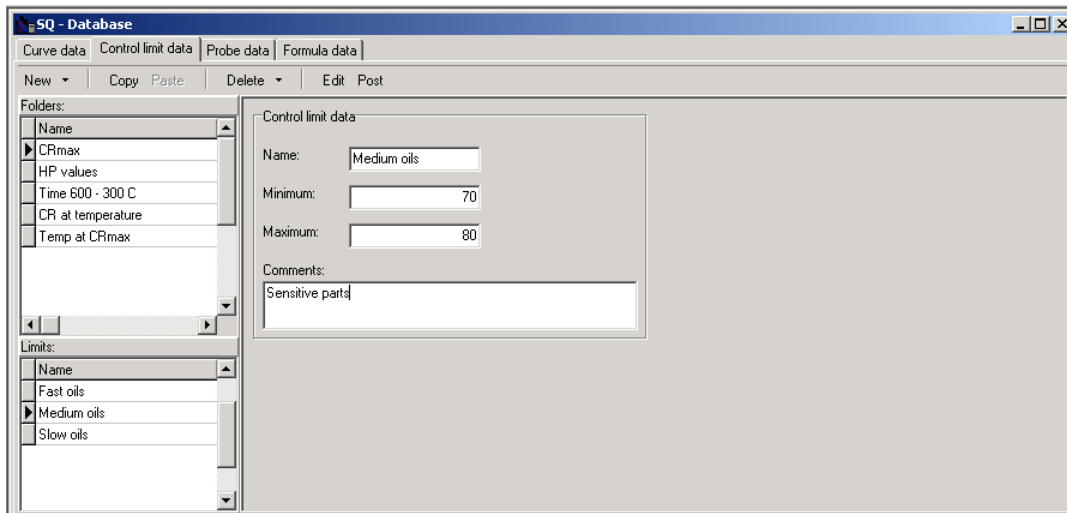 SQ - Database
Curve data Control limit data Probe data Formula data
New Copy Paste Delete Edit Post
Folders:
Name
CRmax
HP values
Time 600 - 300 C
CR at temperature
Temp at CRmax
Limits:
Name
Fast oils
Medium oils
Slow oils
Control limit data
Name: Medium oils
Minimum: 70
Maximum: 80
Comments:
Sensitive parts